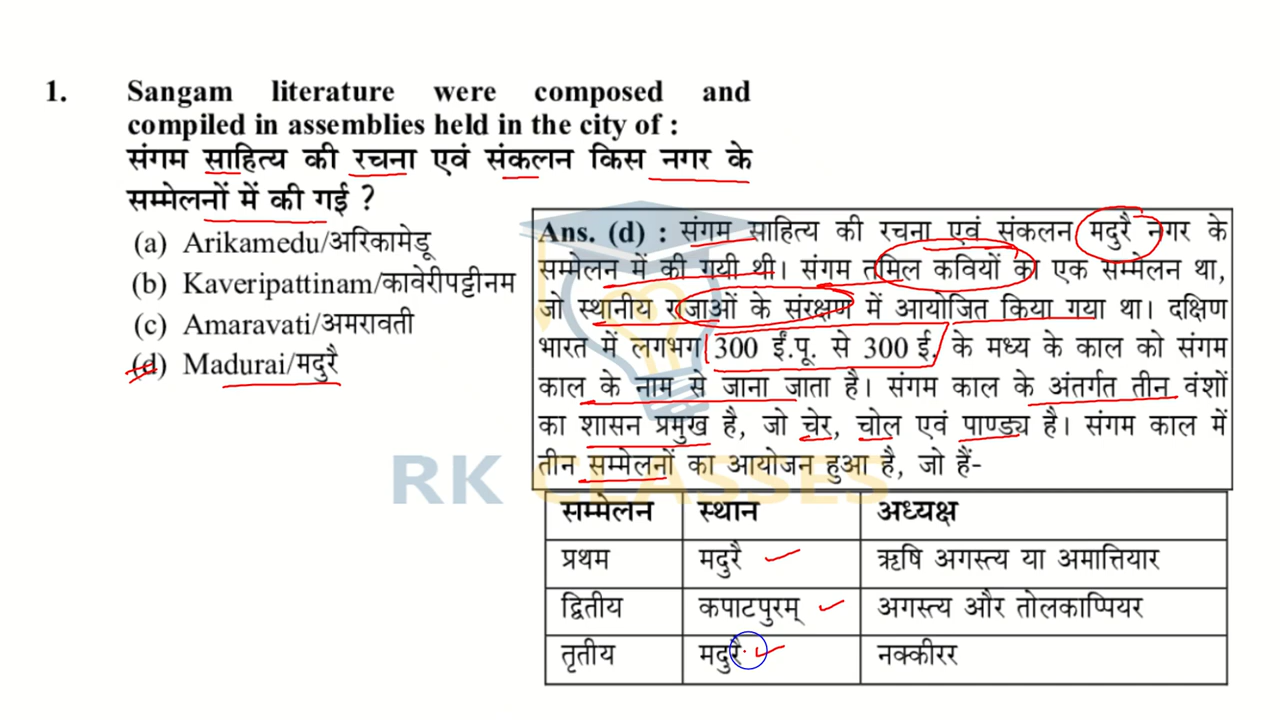 1. Sangam literature were composed and
compiled in assemblies held in the city of :
संगम साहित्य की रचना एवं संकलन किस नगर के
सम्मेलनों में की गई ?
(a) Arikamedu/अरिकामेडू
(b) Kaveripattinam/कावेरीपट्टीनम
(c) Amaravati/अमरावती
(d) Madurai/मदुरै
Ans. (d) : संगम साहित्य की रचना एवं संकलन मदुरै नगर के
सम्मेलन में की गयी थी। संगम तमिल कवियों का एक सम्मेलन था,
जो स्थानीय राजाओं के संरक्षण में आयोजित किया गया था। दक्षिण
भारत में लगभग 300 ईं.पू. से 300 ई. के मध्य के काल को संगम
काल के नाम से जाना जाता है। संगम काल के अंतर्गत तीन वंशों
का शासन प्रमुख है, जो चेर, चोल एवं पाण्ड्य है। संगम काल में
तीन सम्मेलनों का आयोजन हुआ है, जो हैं-
RK CLASSES
सम्मेलन स्थान अध्यक्ष
प्रथम मदुरै ऋषि अगस्त्य या अमात्तियार
द्वितीय कपाटपुरम् अगस्त्य और तोलकाप्पियर
तृतीय मदुरै नक्कीरर